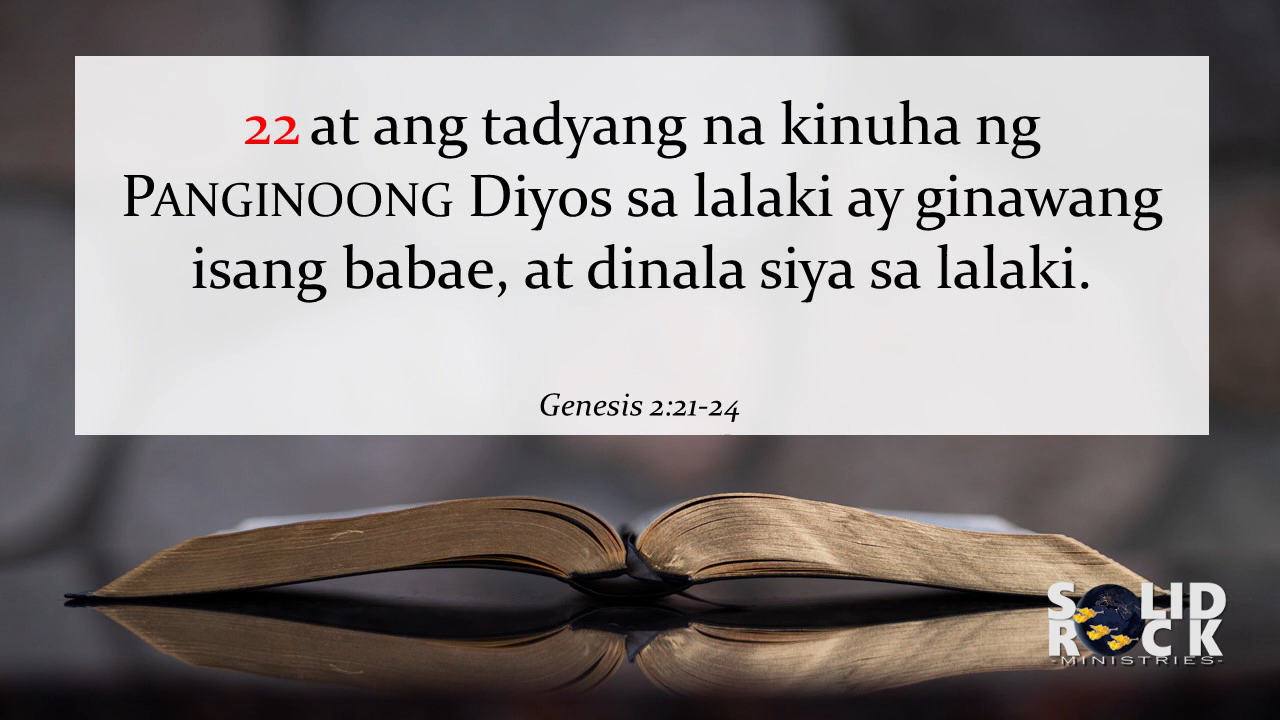 22 at ang tadyang na kinuha ng
PANGINOONG Diyos sa lalaki ay ginawang
isang babae, at dinala siya sa lalaki.
Genesis 2:21-24
SOLID
ROCK
-MINISTRIES-